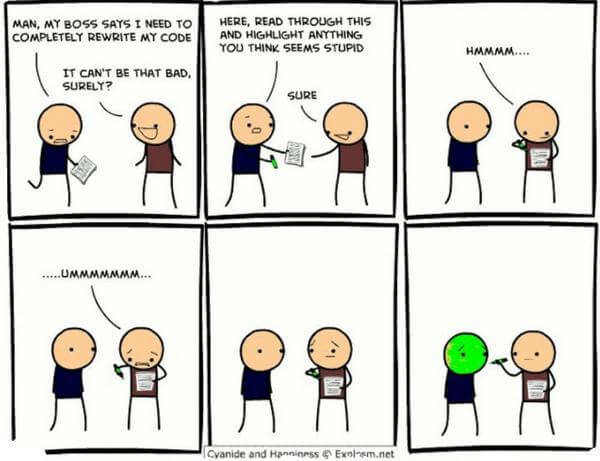 MAN, MY BOSS SAYS I NEED TO
COMPLETELY REWRITE MY CODE
IT CAN'T BE THAT BAD,
SURELY?
HERE, READ THROUGH THIS
AND HIGHLIGHT ANYTHING
YOU THINK SEEMS STUPID
SURE
HMMMM....
.....UMMMMMMM...
Cyanide and Happiness © Explosm.net